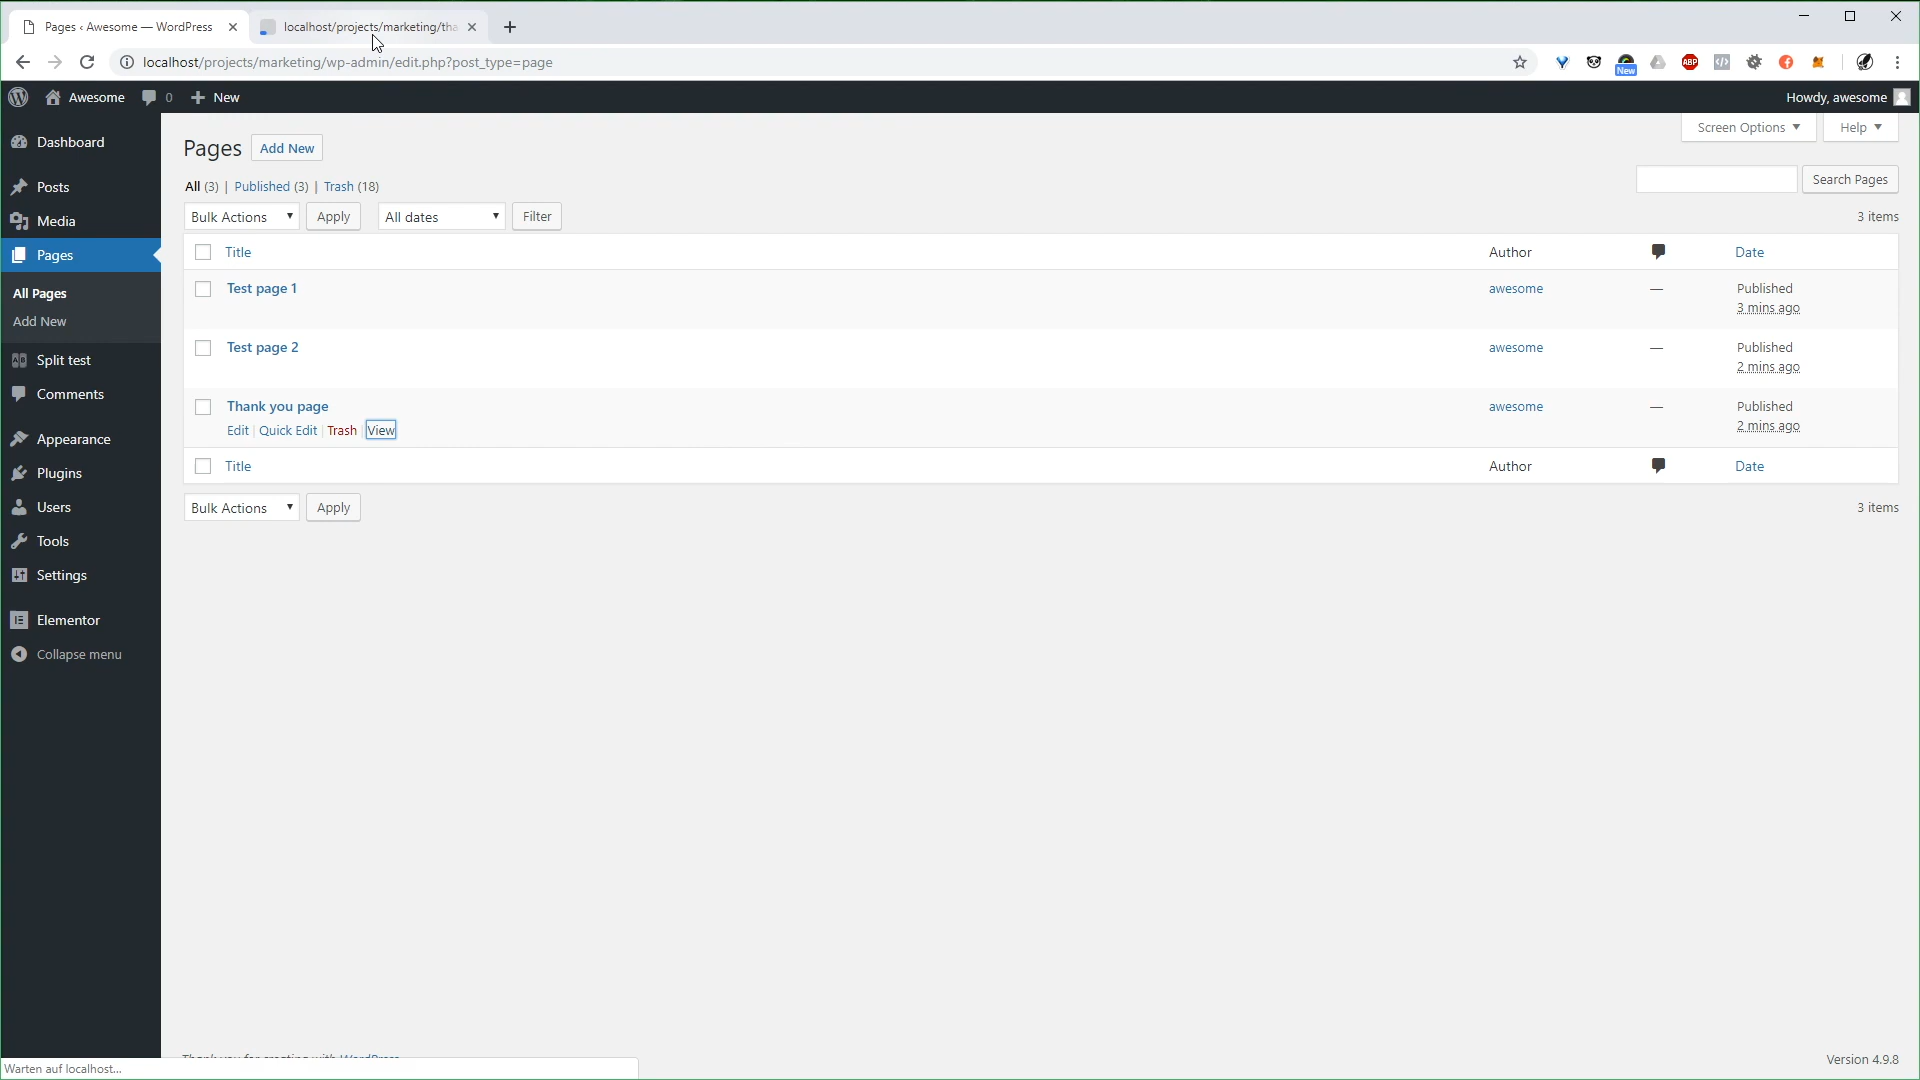 Pages ‹ Awesome — WordPress
localhost/projects/marketing/tha
localhost/projects/marketing/wp-admin/edit.php?post_type=page
ABP
New
Awesome 0 New
Howdy, awesome
Dashboard
Posts
Media
Pages
All Pages
Add New
Split test
Comments
Appearance
Plugins
Users
Tools
Settings
Elementor
Collapse menu
Screen Options ▼ Help ▼
Pages Add New
All (3) | Published (3) | Trash (18)
Search Pages
Bulk Actions ▼ Apply All dates ▼ Filter
3 items
Title Author Date
Test page 1 awesome — Published
3 mins ago
Test page 2 awesome — Published
2 mins ago
Thank you page awesome — Published
Edit | Quick Edit | Trash | View 2 mins ago
Title Author Date
Bulk Actions ▼ Apply
3 items
Thank you for creating with WordPress
Version 4.9.8
Warten auf localhost...